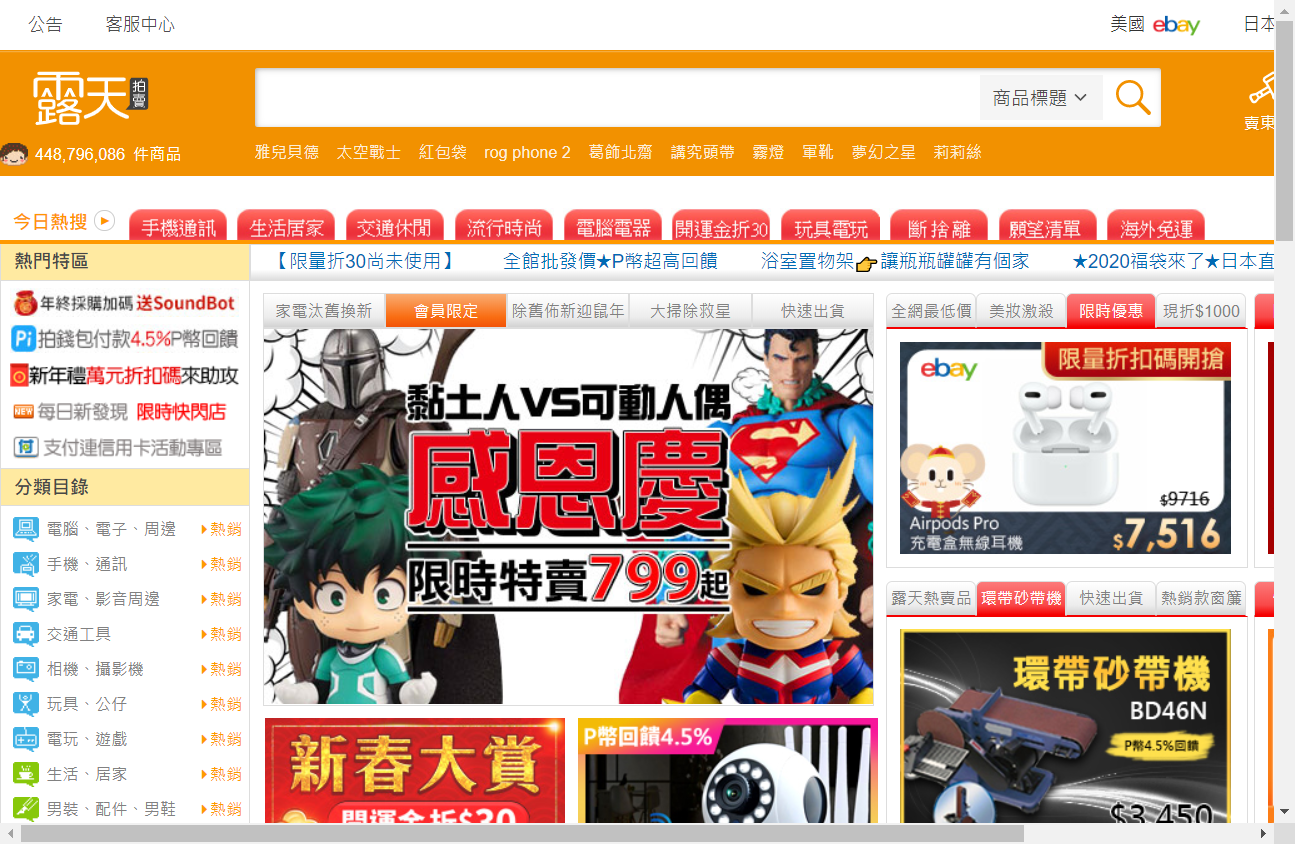 公告 客服中心 美國 ebay 日本
露天 拍賣
商品標題
賣東
448,796,086 件商品
雅兒貝德 太空戰士 紅包袋 rog phone 2 葛飾北齋 講究頭帶 霧燈 軍靴 夢幻之星 莉莉絲
今日熱搜 手機通訊 生活居家 交通休閒 流行時尚 電腦電器 開運金折30 玩具電玩 斷捨離 願望清單 海外免運
熱門特區
【限量折30尚未使用】 全館批發價★P幣超高回饋 浴室置物架👉讓瓶瓶罐罐有個家 ★2020福袋來了★日本直
年終採購加碼 送SoundBot
Pi 拍錢包付款4.5%P幣回饋
新年禮萬元折扣碼來助攻
NEW 每日新發現 限時快閃店
支付連信用卡活動專區
分類目錄
電腦、電子、周邊 熱銷
手機、通訊 熱銷
家電、影音周邊 熱銷
交通工具 熱銷
相機、攝影機 熱銷
玩具、公仔 熱銷
電玩、遊戲 熱銷
生活、居家 熱銷
男裝、配件、男鞋 熱銷
家電汰舊換新 會員限定 除舊佈新迎鼠年 大掃除救星 快速出貨
黏土人VS可動人偶
感恩慶
限時特賣799起
新春大賞
開運金折$30
P幣回饋4.5%
全網最低價 美妝激殺 限時優惠 現折$1000
ebay 限量折扣碼開搶
$9716
Airpods Pro
充電盒無線耳機
$7,516
露天熱賣品 環帶砂帶機 快速出貨 熱銷款窗簾
環帶砂帶機
BD46N
P幣4.5%回饋
$3,450